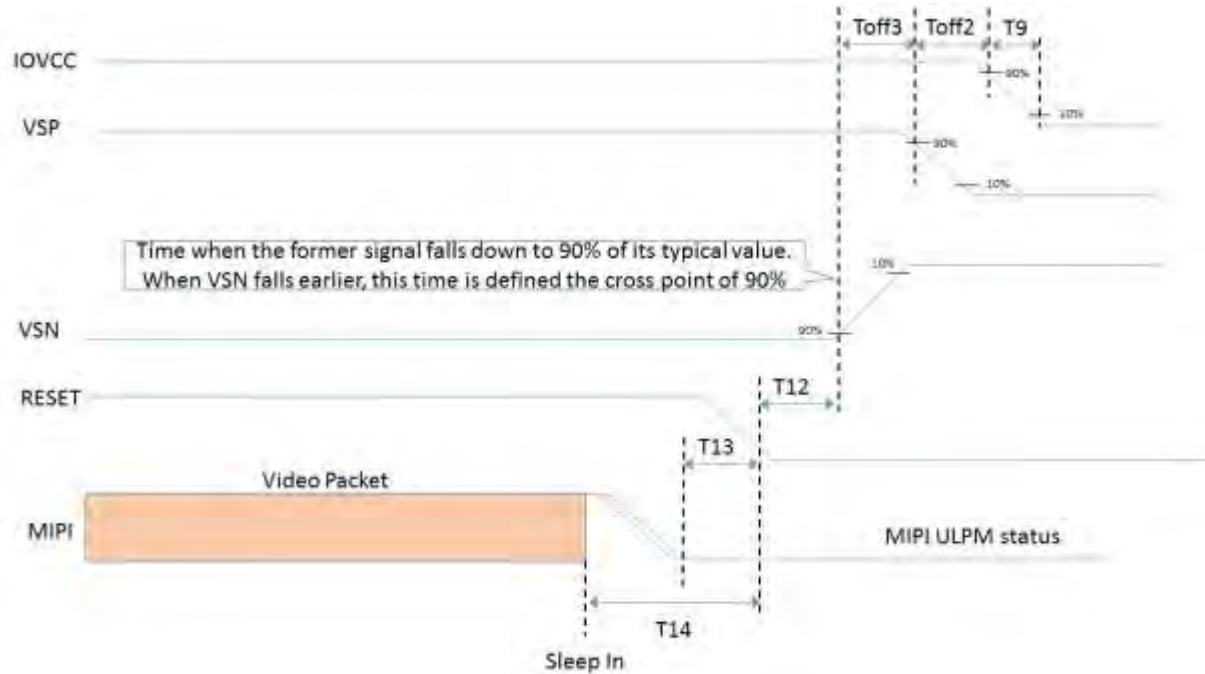 Toff3 Toff2 T9
IOVCC
90%
10%
VSP
90%
10%
Time when the former signal falls down to 90% of its typical value.
When VSN falls earlier, this time is defined the cross point of 90%
10%
VSN
90%
RESET
T12
T13
Video Packet
MIPI
MIPI ULPM status
T14
Sleep In